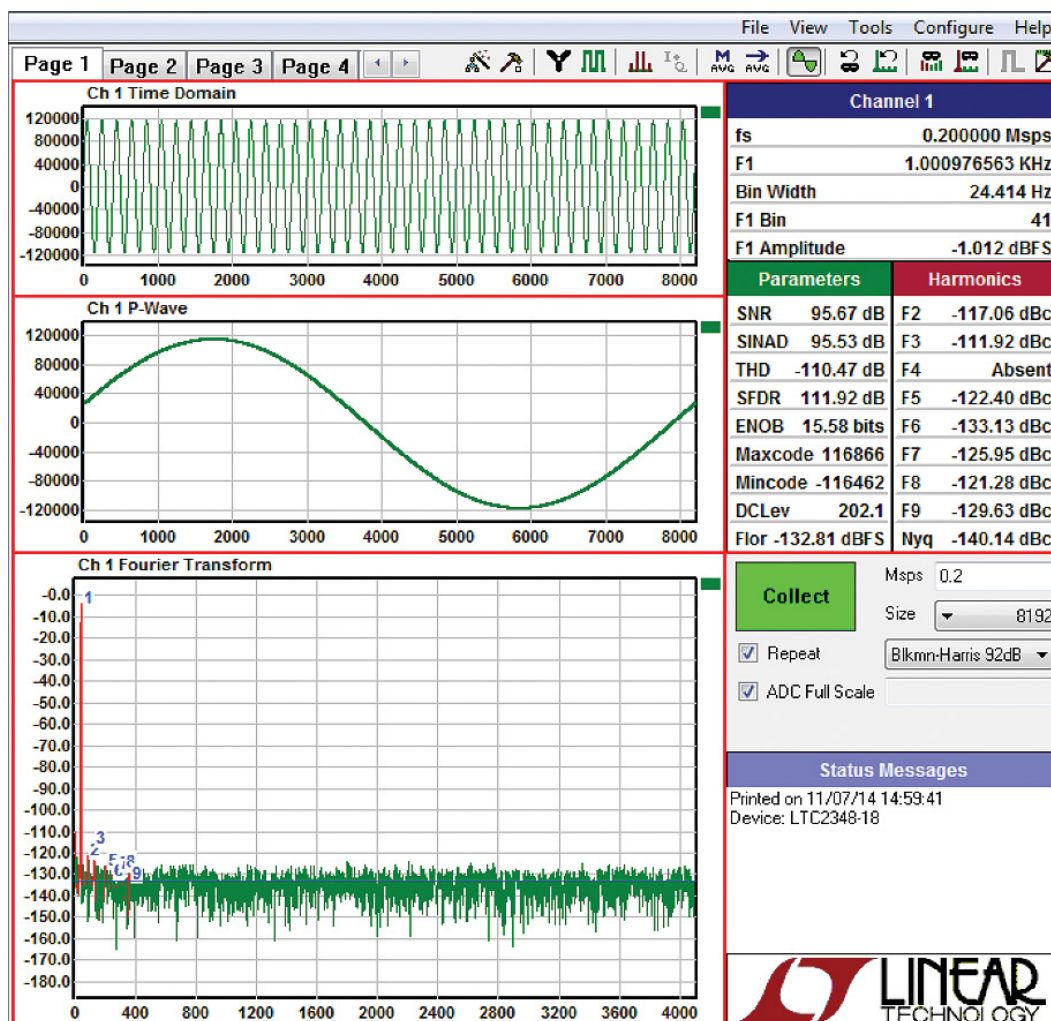 File View Tools Configure Help
Page 1 Page 2 Page 3 Page 4
M AVG AVG
Ch 1 Time Domain
120000
80000
40000
0
-40000
-80000
-120000
0 1000 2000 3000 4000 5000 6000 7000 8000
Ch 1 P-Wave
120000
80000
40000
0
-40000
-80000
-120000
0 1000 2000 3000 4000 5000 6000 7000 8000
Ch 1 Fourier Transform
-0.0
-10.0
-20.0
-30.0
-40.0
-50.0
-60.0
-70.0
-80.0
-90.0
-100.0
-110.0
-120.0
-130.0
-140.0
-150.0
-160.0
-170.0
-180.0
1
3
2
5
6
7 8
9
0 400 800 1200 1600 2000 2400 2800 3200 3600 4000
Channel 1
fs 0.200000 Msps
F1 1.000976563 KHz
Bin Width 24.414 Hz
F1 Bin 41
F1 Amplitude -1.012 dBFS
Parameters Harmonics
SNR 95.67 dB F2 -117.06 dBc
SINAD 95.53 dB F3 -111.92 dBc
THD -110.47 dB F4 Absent
SFDR 111.92 dB F5 -122.40 dBc
ENOB 15.58 bits F6 -133.13 dBc
Maxcode 116866 F7 -125.95 dBc
Mincode -116462 F8 -121.28 dBc
DCLev 202.1 F9 -129.63 dBc
Flor -132.81 dBFS Nyq -140.14 dBc
Collect
Msps 0.2
Size 8192
Repeat Blkmn-Harris 92dB
ADC Full Scale
Status Messages
Printed on 11/07/14 14:59:41
Device: LTC2348-18
LINEAR
TECHNOLOGY